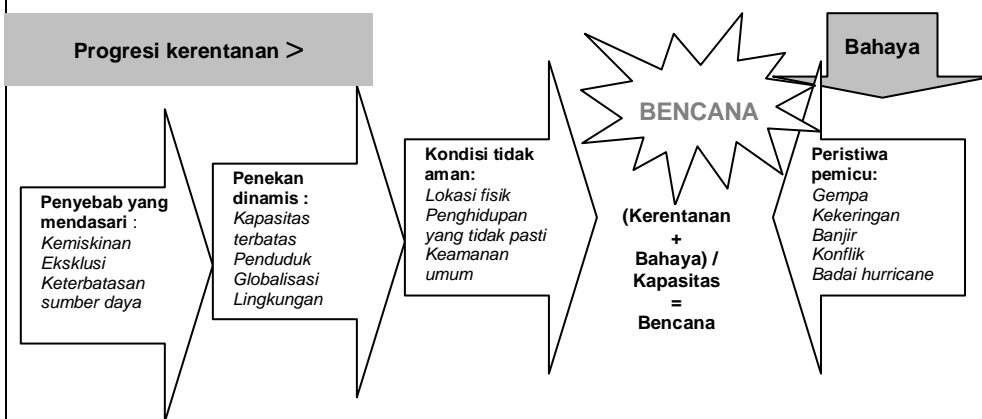 Progresi kerentanan >
Bahaya
BENCANA
Penyebab yang
mendasari :
Kemiskinan
Eksklusi
Keterbatasan
sumber daya
Penekan
dinamis :
Kapasitas
terbatas
Penduduk
Globalisasi
Lingkungan
Kondisi tidak
aman:
Lokasi fisik
Penghidupan
yang tidak pasti
Keamanan
umum
(Kerentanan
+
Bahaya) /
Kapasitas
=
Bencana
Peristiwa
pemicu:
Gempa
Kekeringan
Banjir
Konflik
Badai hurricane